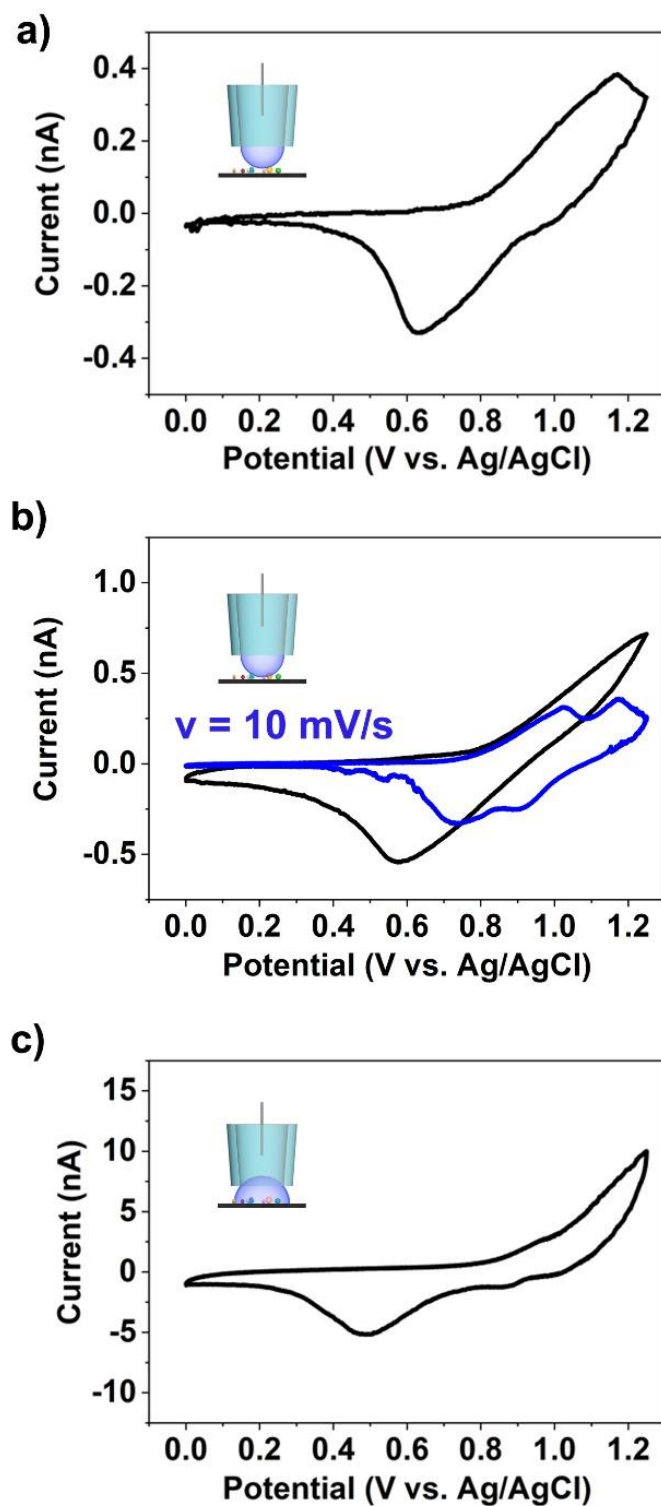 a)
0.4
0.2
0.0
-0.2
-0.4
Current (nA)
0.0 0.2 0.4 0.6 0.8 1.0 1.2
Potential (V vs. Ag/AgCl)
b)
1.0
0.5
0.0
-0.5
Current (nA)
v = 10 mV/s
0.0 0.2 0.4 0.6 0.8 1.0 1.2
Potential (V vs. Ag/AgCl)
c)
15
10
5
0
-5
-10
Current (nA)
0.0 0.2 0.4 0.6 0.8 1.0 1.2
Potential (V vs. Ag/AgCl)